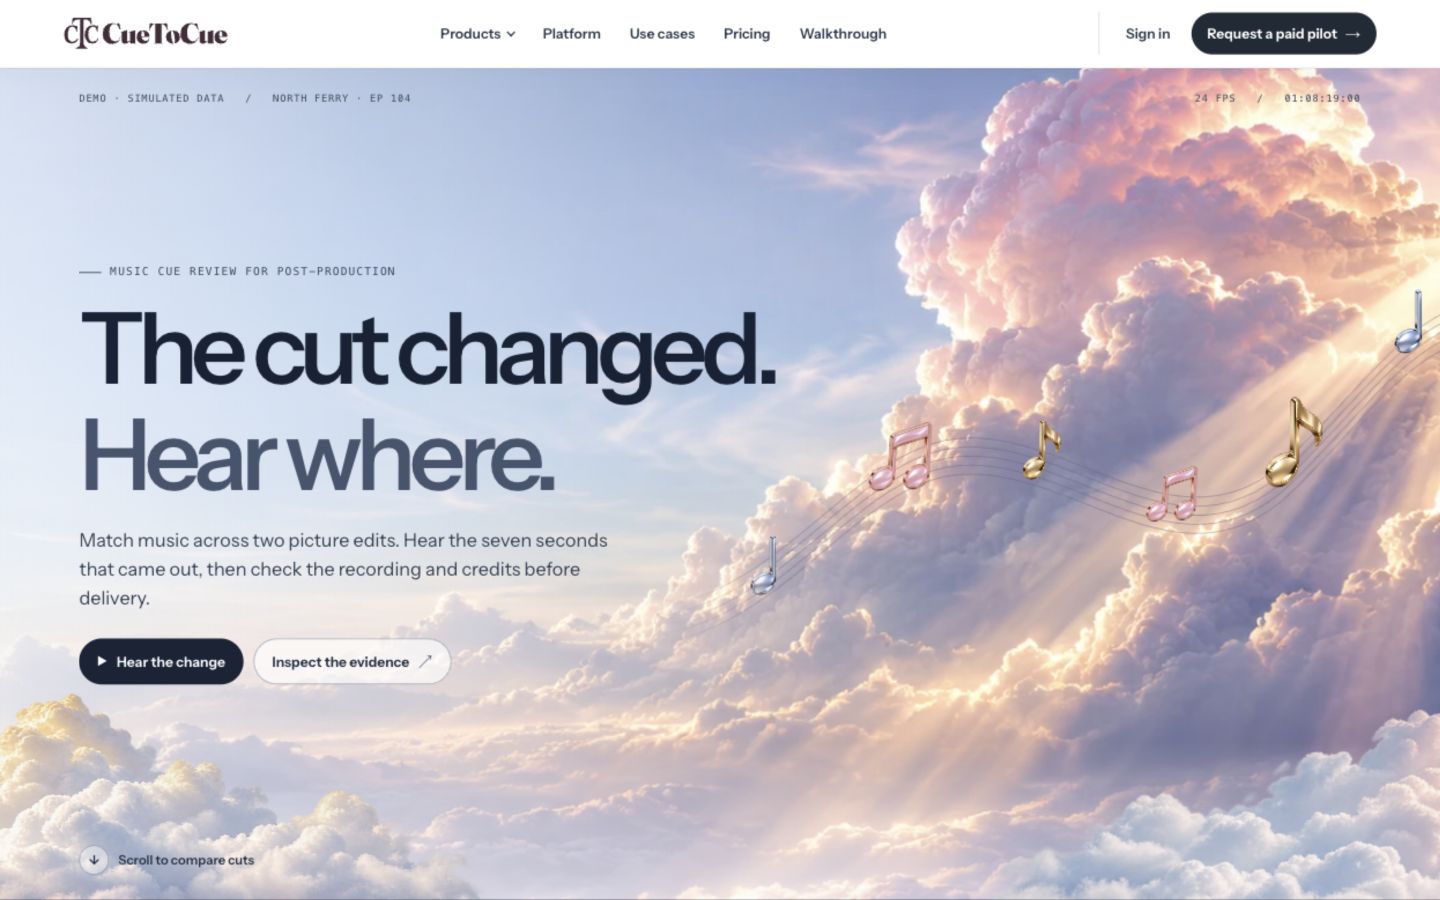 CTC CueToCue
Products
Platform
Use cases
Pricing
Walkthrough
Sign in
Request a paid pilot →
DEMO · SIMULATED DATA / NORTH FERRY · EP 104
24 FPS / 01:08:19:00
MUSIC CUE REVIEW FOR POST-PRODUCTION
The cut changed.
Hear where.
Match music across two picture edits. Hear the seven seconds
that came out, then check the recording and credits before
delivery.
Hear the change
Inspect the evidence ↗
Scroll to compare cuts